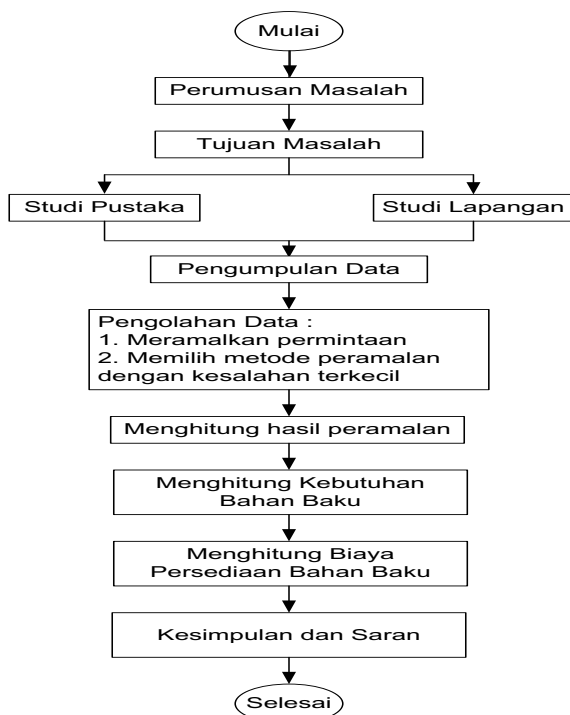 Mulai
Perumusan Masalah
Tujuan Masalah
Studi Pustaka
Studi Lapangan
Pengumpulan Data
Pengolahan Data :
1. Meramalkan permintaan
2. Memilih metode peramalan
dengan kesalahan terkecil
Menghitung hasil peramalan
Menghitung Kebutuhan
Bahan Baku
Menghitung Biaya
Persediaan Bahan Baku
Kesimpulan dan Saran
Selesai